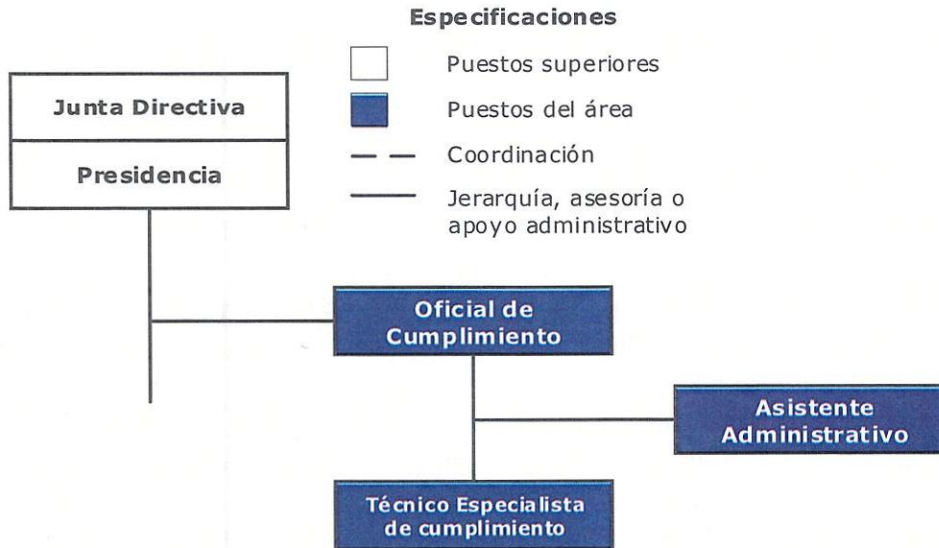 Especificaciones
Puestos superiores
Puestos del área
Coordinación
Jerarquía, asesoría o
apoyo administrativo
Junta Directiva
Presidencia
Oficial de
Cumplimiento
Asistente
Administrativo
Técnico Especialista
de cumplimiento